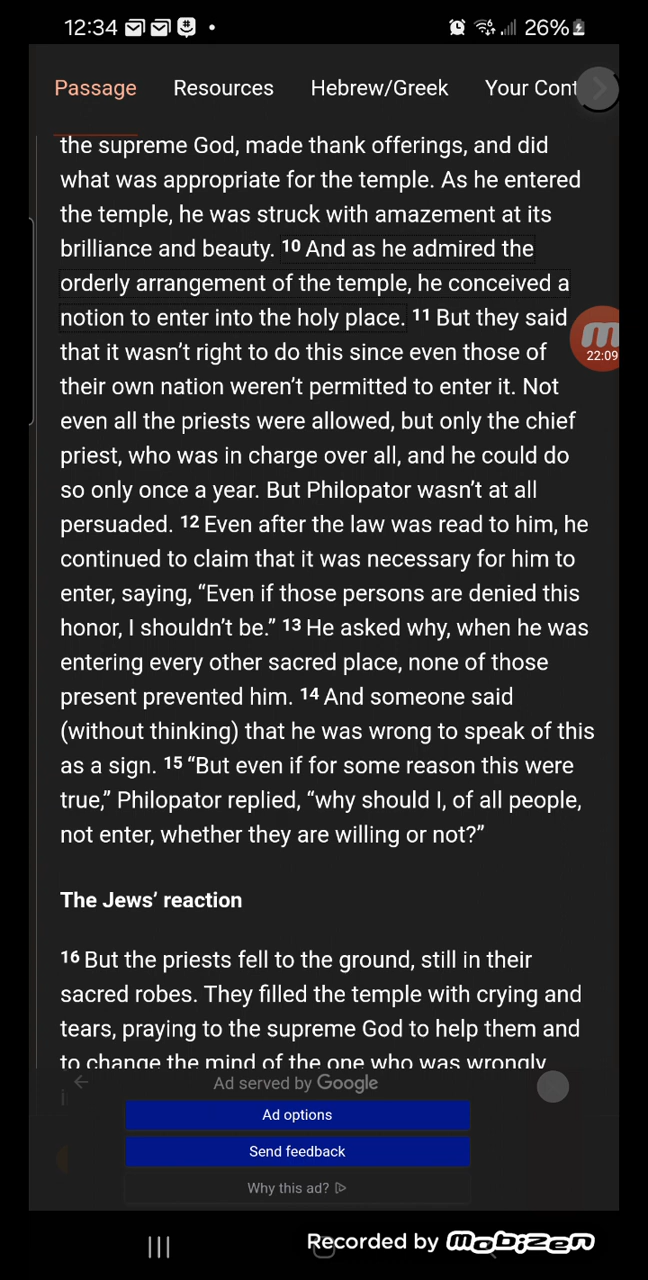 12:34 26%
Passage Resources Hebrew/Greek Your Cont
the supreme God, made thank offerings, and did
what was appropriate for the temple. As he entered
the temple, he was struck with amazement at its
brilliance and beauty. 10 And as he admired the
orderly arrangement of the temple, he conceived a
notion to enter into the holy place. 11 But they said
22:09
that it wasn’t right to do this since even those of
their own nation weren’t permitted to enter it. Not
even all the priests were allowed, but only the chief
priest, who was in charge over all, and he could do
so only once a year. But Philopator wasn’t at all
persuaded. 12 Even after the law was read to him, he
continued to claim that it was necessary for him to
enter, saying, “Even if those persons are denied this
honor, I shouldn’t be.” 13 He asked why, when he was
entering every other sacred place, none of those
present prevented him. 14 And someone said
(without thinking) that he was wrong to speak of this
as a sign. 15 “But even if for some reason this were
true,” Philopator replied, “why should I, of all people,
not enter, whether they are willing or not?”
The Jews’ reaction
16 But the priests fell to the ground, still in their
sacred robes. They filled the temple with crying and
tears, praying to the supreme God to help them and
to change the mind of the one who was wrongly
Ad served by Google
Ad options
Send feedback
Why this ad?
Recorded by mobizen